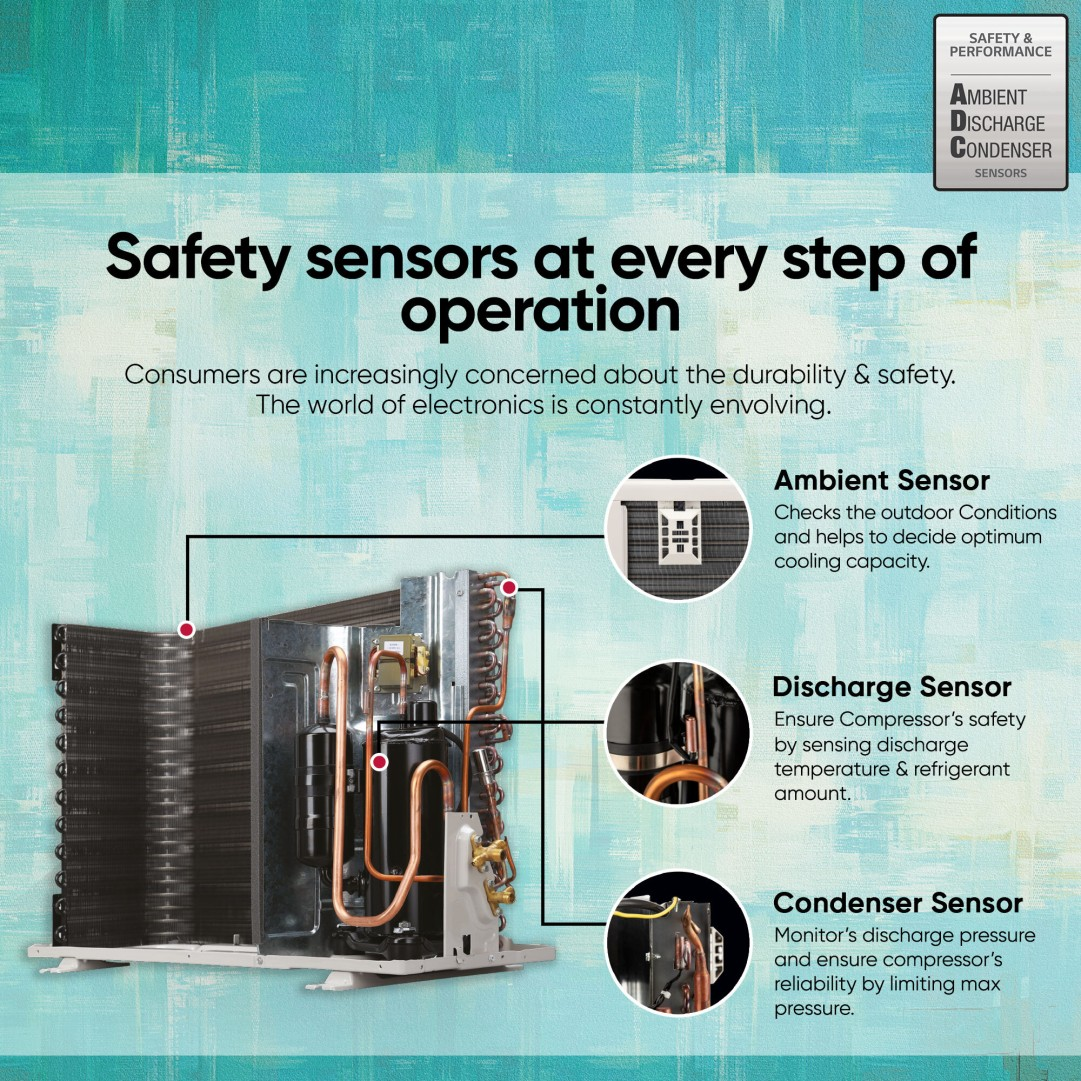 SAFETY &
PERFORMANCE
AMBIENT
DISCHARGE
CONDENSER
SENSORS
Safety sensors at every step of
operation
Consumers are increasingly concerned about the durability & safety.
The world of electronics is constantly envolving.
Ambient Sensor
Checks the outdoor Conditions
and helps to decide optimum
cooling capacity.
Discharge Sensor
Ensure Compressor's safety
by sensing discharge
temperature & refrigerant
amount.
Condenser Sensor
Monitor's discharge pressure
and ensure compressor's
reliability by limiting max
pressure.